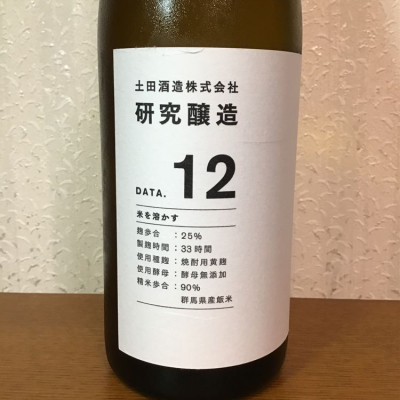 土田酒造株式会社
研究醸造
DATA. 12
米を溶かす
麹歩合 : 25%
製麹時間 : 33時間
使用種麹 : 焼酎用黄麹
使用酵母 : 酵母無添加
精米歩合 : 90%
群馬県産飯米